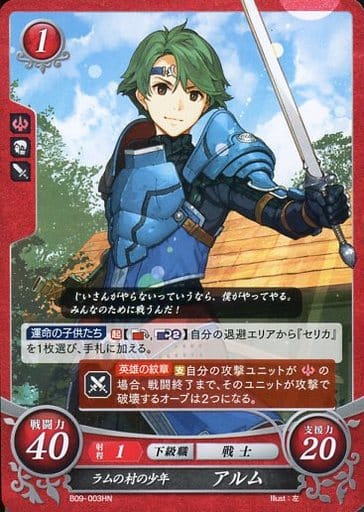 1
じいさんがやらないっていうなら、僕がやってやる。
みんなのために戦うんだ！
運命の子供たち 起【、2】自分の退避エリアから『セリカ』
を1枚選び、手札に加える。
英雄の紋章 支自分の攻撃ユニットが
の場合、戦闘終了まで、そのユニットが攻撃で
破壊するオーブは2つになる。
戦闘力
40
射程 1 下級職 戦士
支援力
20
ラムの村の少年 アルム
B09-003HN
Illust：左